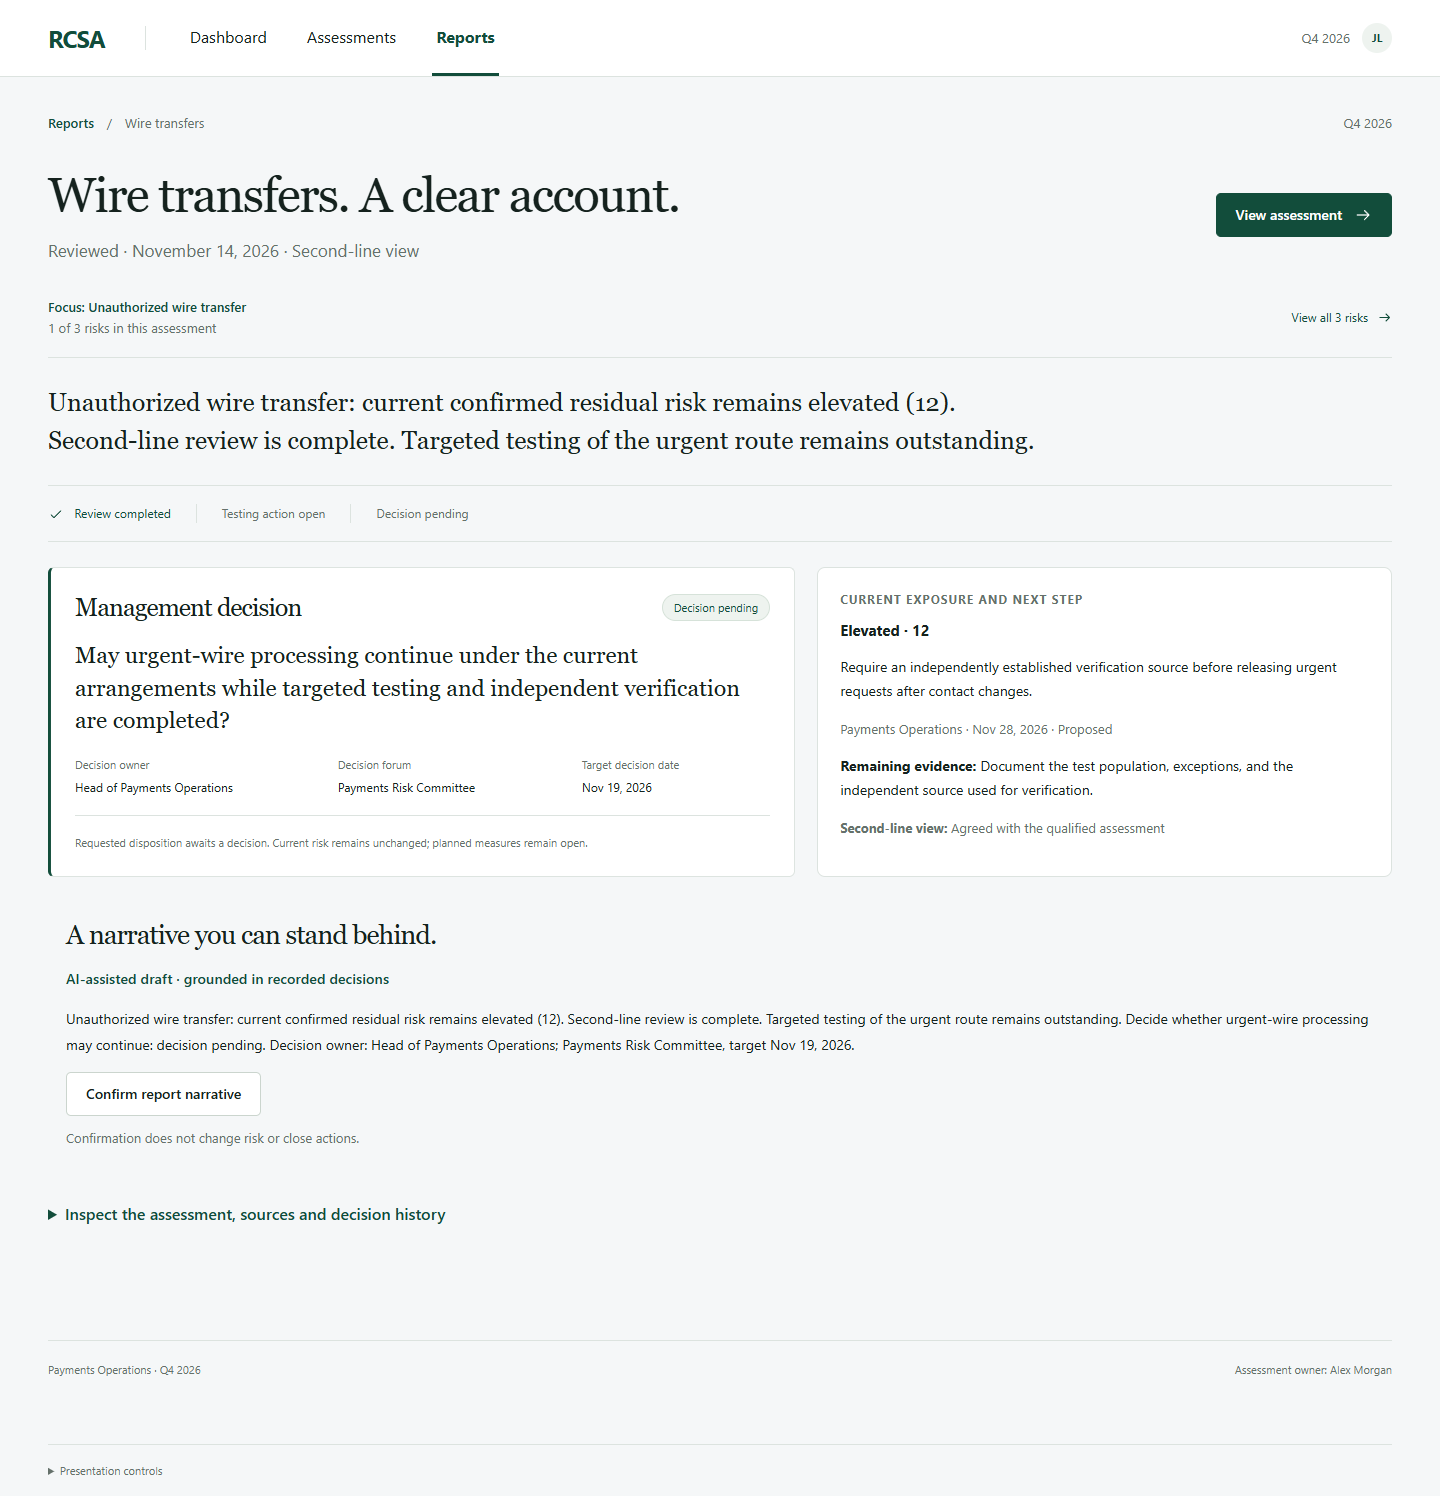 RCSA
Dashboard
Assessments
Reports
Q4 2026
JL
Reports / Wire transfers
Q4 2026
Wire transfers. A clear account.
View assessment →
Reviewed · November 14, 2026 · Second-line view
Focus: Unauthorized wire transfer
1 of 3 risks in this assessment
View all 3 risks →
Unauthorized wire transfer: current confirmed residual risk remains elevated (12).
Second-line review is complete. Targeted testing of the urgent route remains outstanding.
✓ Review completed
Testing action open
Decision pending
Management decision
Decision pending
May urgent-wire processing continue under the current
arrangements while targeted testing and independent verification
are completed?
Decision owner
Head of Payments Operations
Decision forum
Payments Risk Committee
Target decision date
Nov 19, 2026
Requested disposition awaits a decision. Current risk remains unchanged; planned measures remain open.
CURRENT EXPOSURE AND NEXT STEP
Elevated · 12
Require an independently established verification source before releasing urgent
requests after contact changes.
Payments Operations · Nov 28, 2026 · Proposed
Remaining evidence: Document the test population, exceptions, and the
independent source used for verification.
Second-line view: Agreed with the qualified assessment
A narrative you can stand behind.
AI-assisted draft · grounded in recorded decisions
Unauthorized wire transfer: current confirmed residual risk remains elevated (12). Second-line review is complete. Targeted testing of the urgent route remains outstanding. Decide whether urgent-wire processing
may continue: decision pending. Decision owner: Head of Payments Operations; Payments Risk Committee, target Nov 19, 2026.
Confirm report narrative
Confirmation does not change risk or close actions.
▶ Inspect the assessment, sources and decision history
Payments Operations · Q4 2026
Assessment owner: Alex Morgan
▶ Presentation controls